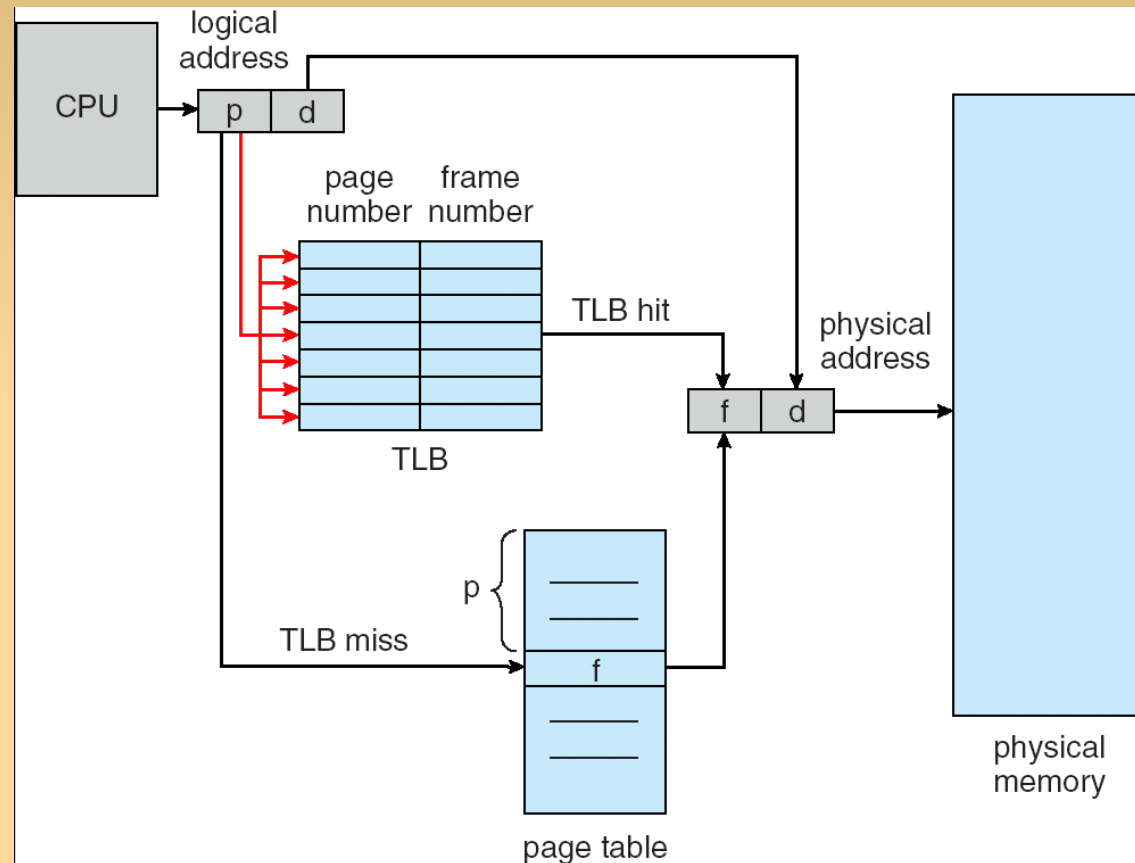 logical
address
CPU
p d
page frame
number number
TLB hit
physical
address
f d
TLB
p
TLB miss
f
physical
memory
page table